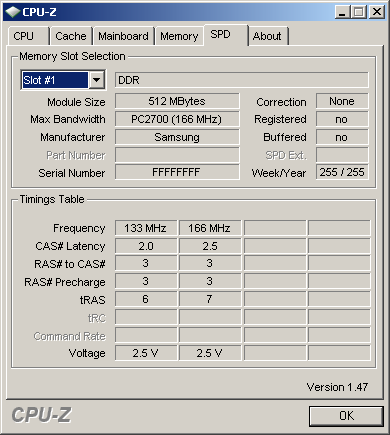 CPU-Z
CPU Cache Mainboard Memory SPD About
Memory Slot Selection
Slot #1 DDR
Module Size 512 MBytes Correction None
Max Bandwidth PC2700 (166 MHz) Registered no
Manufacturer Samsung Buffered no
Part Number SPD Ext.
Serial Number FFFFFFFF Week/Year 255 / 255
Timings Table
Frequency 133 MHz 166 MHz
CAS# Latency 2.0 2.5
RAS# to CAS# 3 3
RAS# Precharge 3 3
tRAS 6 7
tRC
Command Rate
Voltage 2.5 V 2.5 V
Version 1.47
CPU-Z OK